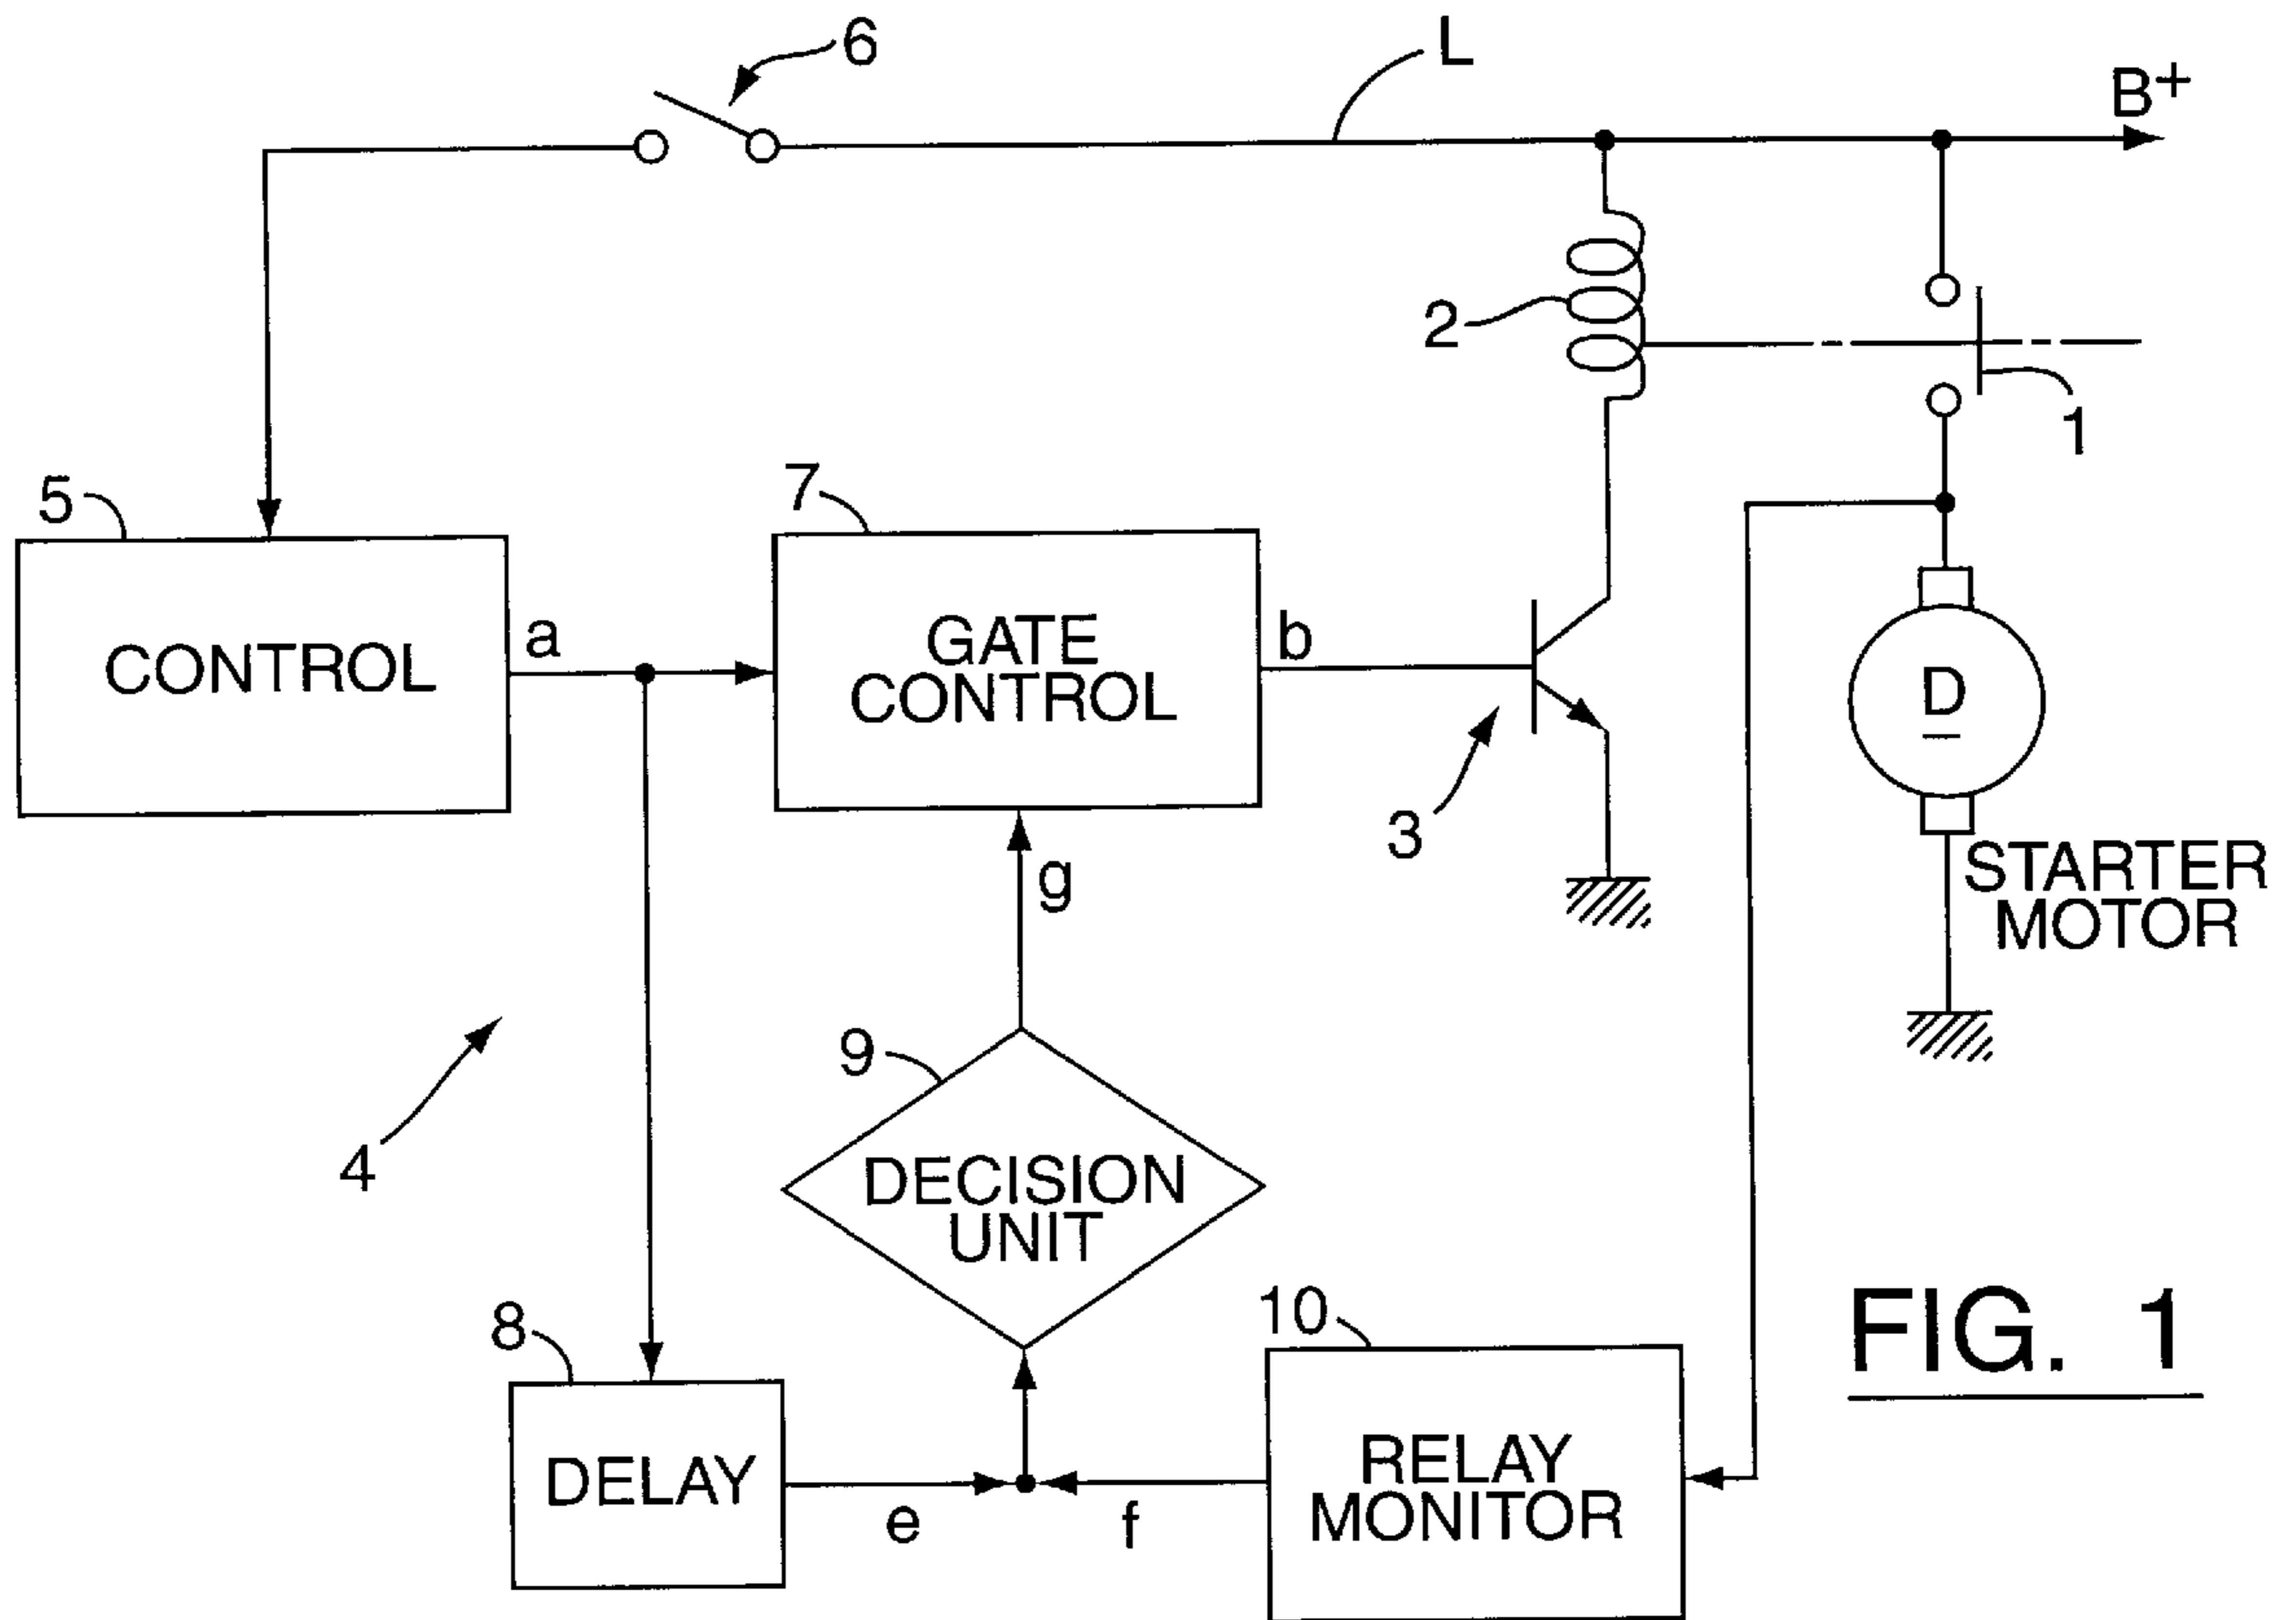 6
L
B+
2
1
5
7
CONTROL
a
GATE
CONTROL
b
D
3
STARTER
MOTOR
g
4
9
DECISION
UNIT
8
10
DELAY
e
f
RELAY
MONITOR
FIG. 1